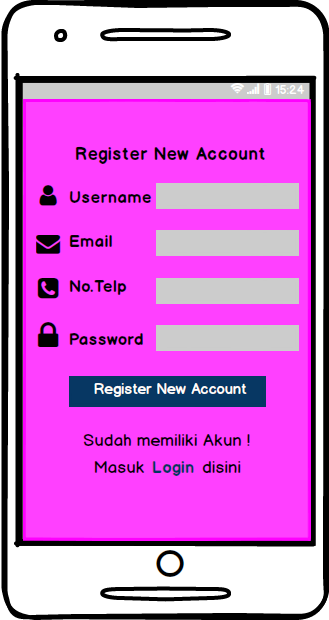 15:24
Register New Account
Username
Email
No.Telp
Password
Register New Account
Sudah memiliki Akun !
Masuk Login disini